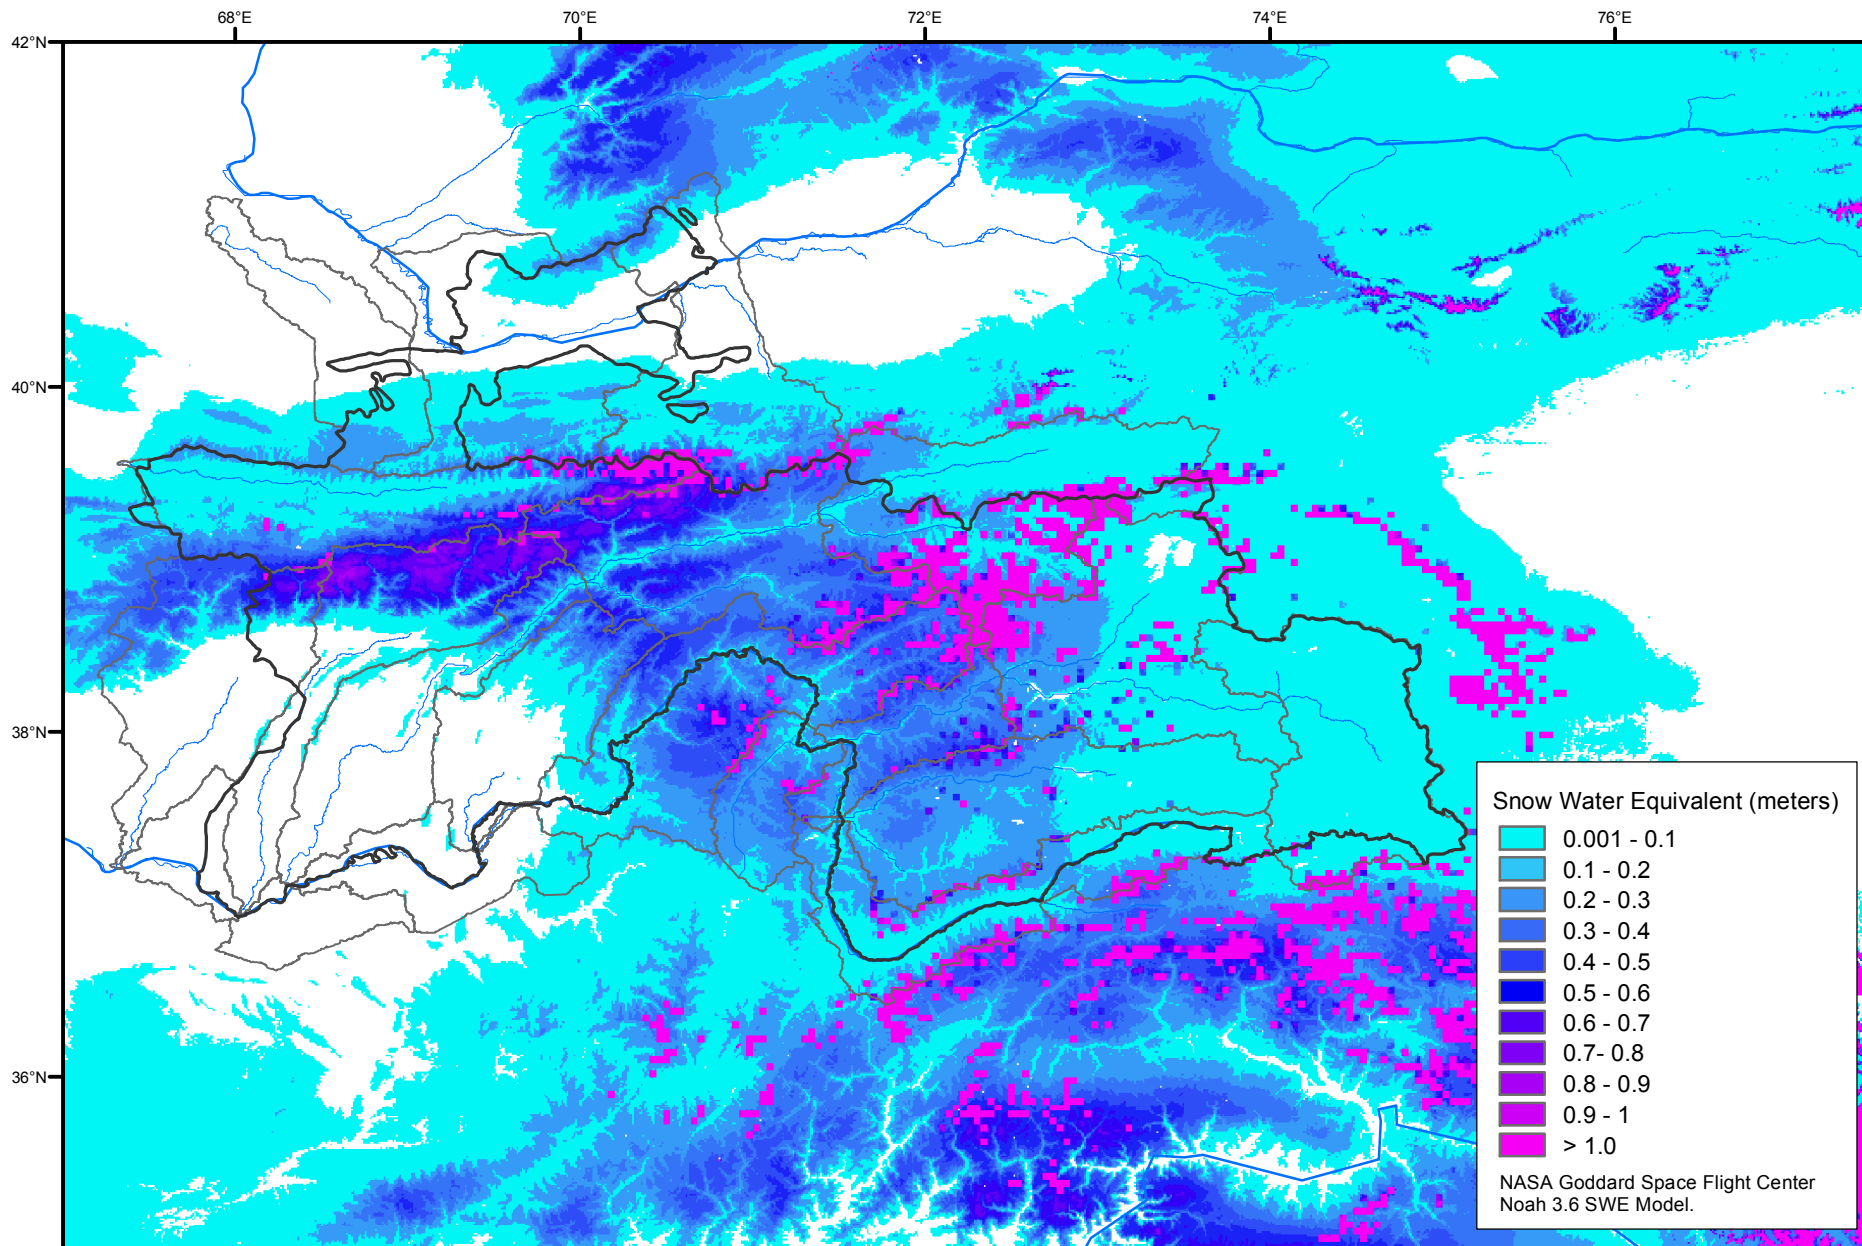 68°E 70°E 72°E 74°E 76°E
42°N
40°N
38°N
36°N
Snow Water Equivalent (meters)
0.001 - 0.1
0.1 - 0.2
0.2 - 0.3
0.3 - 0.4
0.4 - 0.5
0.5 - 0.6
0.6 - 0.7
0.7- 0.8
0.8 - 0.9
0.9 - 1
> 1.0
NASA Goddard Space Flight Center
Noah 3.6 SWE Model.